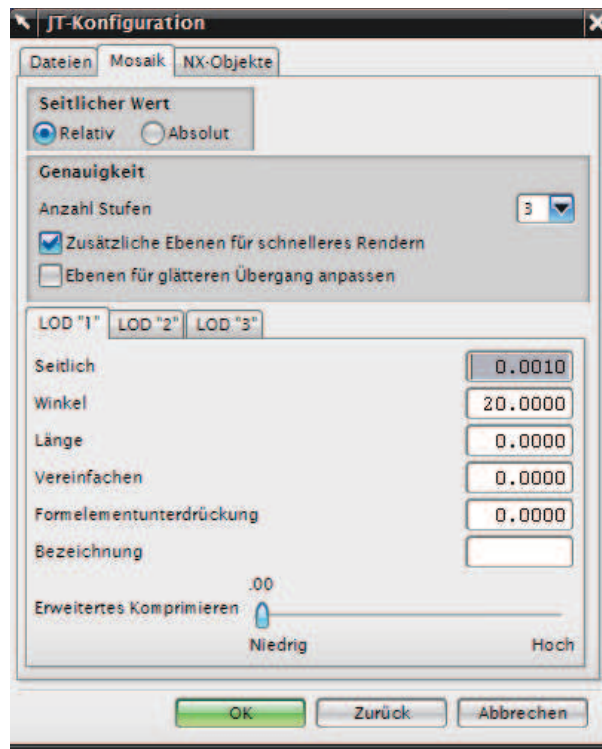 JT-Konfiguration
Dateien Mosaik NX-Objekte
Seitlicher Wert
Relativ Absolut
Genauigkeit
Anzahl Stufen 3
Zusätzliche Ebenen für schnelleres Rendern
Ebenen für glätteren Übergang anpassen
LOD "1" LOD "2" LOD "3"
Seitlich 0.0010
Winkel 20.0000
Länge 0.0000
Vereinfachen 0.0000
Formelementunterdrückung 0.0000
Bezeichnung
.00
Erweitertes Komprimieren
Niedrig Hoch
OK Zurück Abbrechen